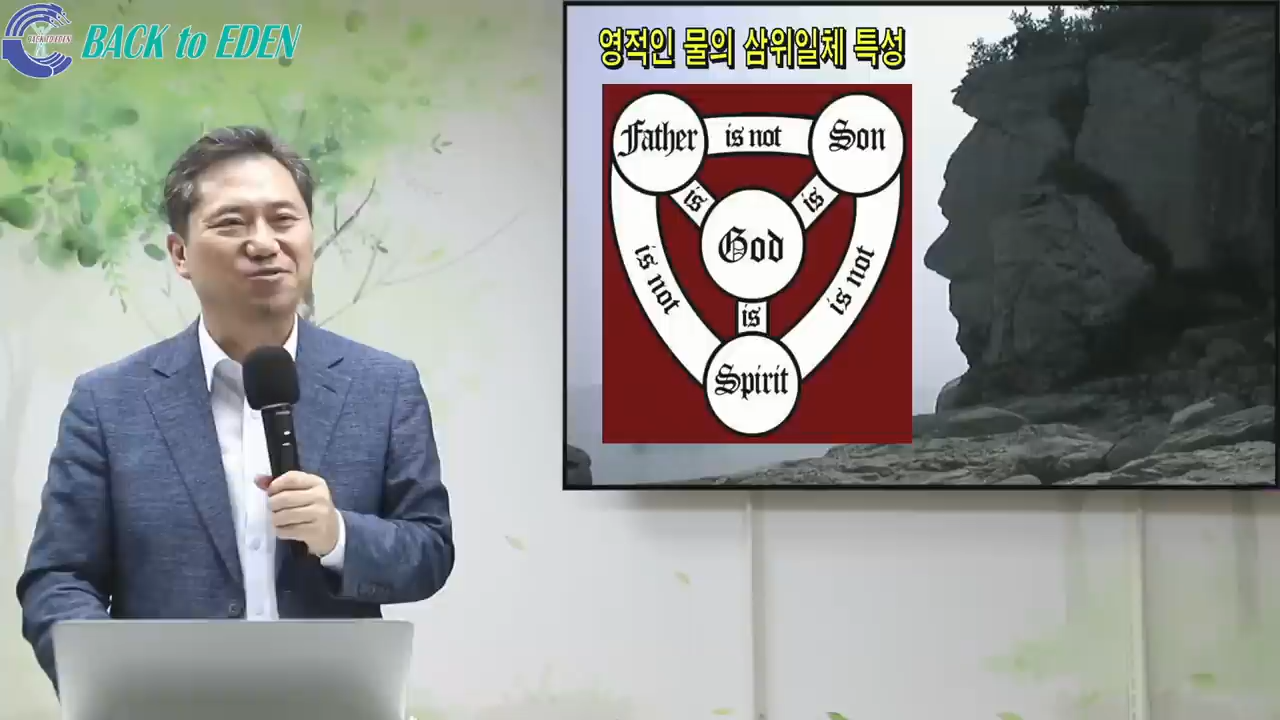 BACK to EDEN
영적인 물의 삼위일체 특성
Father
is not
Son
is
is
God
is not
is not
is
Spirit